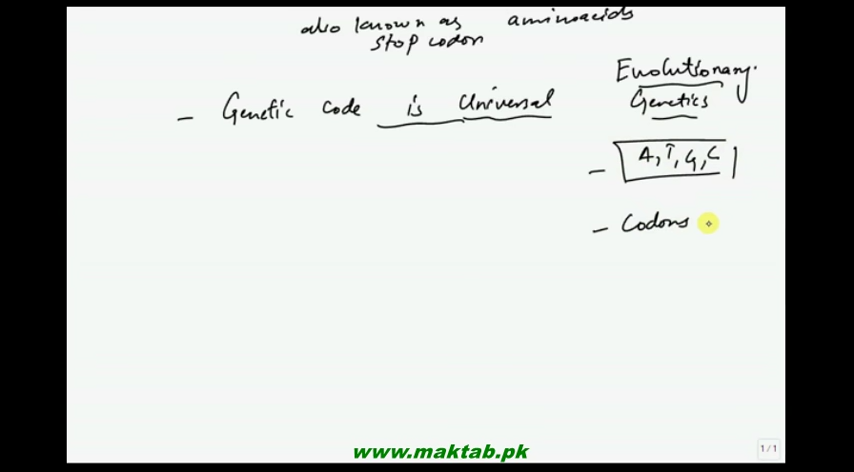 also known as aminoacids
stop codon
Evolutionary.
Genetics
- Genetic code is Universal
- A, T, G, C
- Codons
www.maktab.pk
1/1